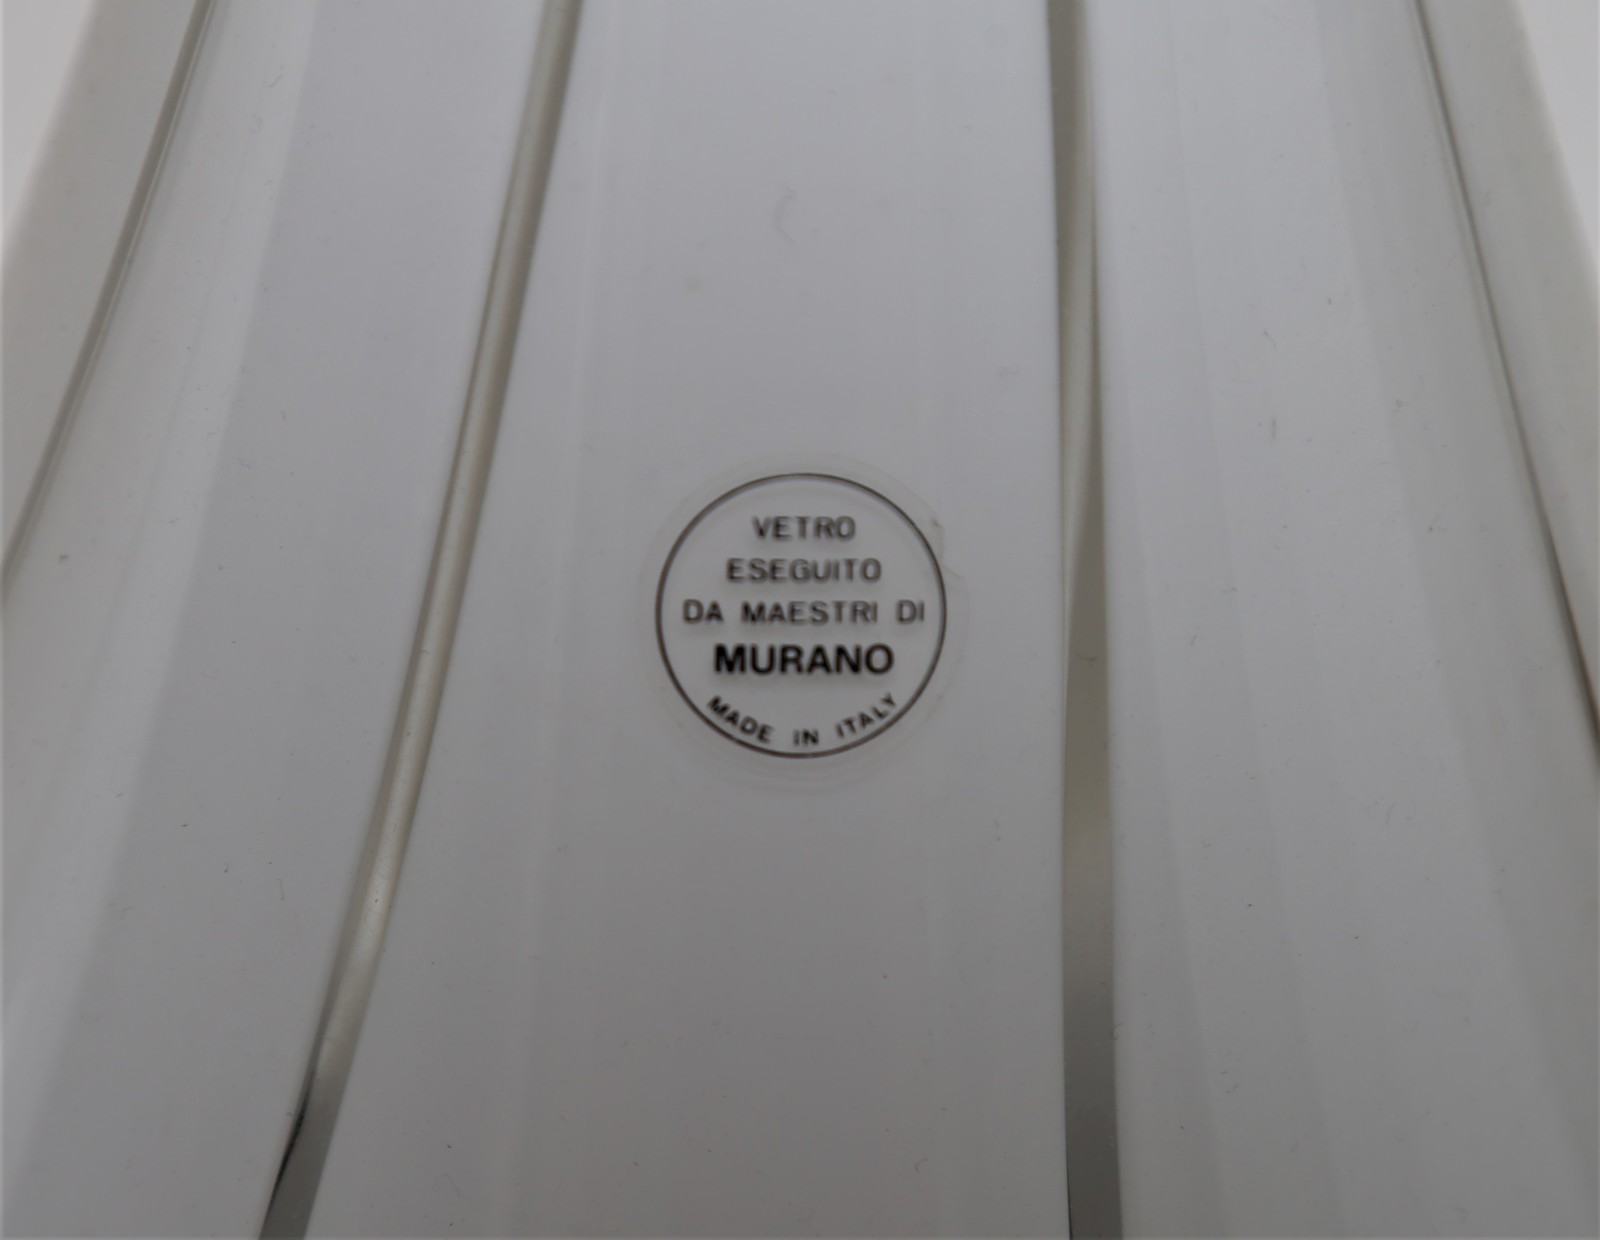 VETRO
ESEGUITO
DA MAESTRI DI
MURANO
MADE IN ITALY